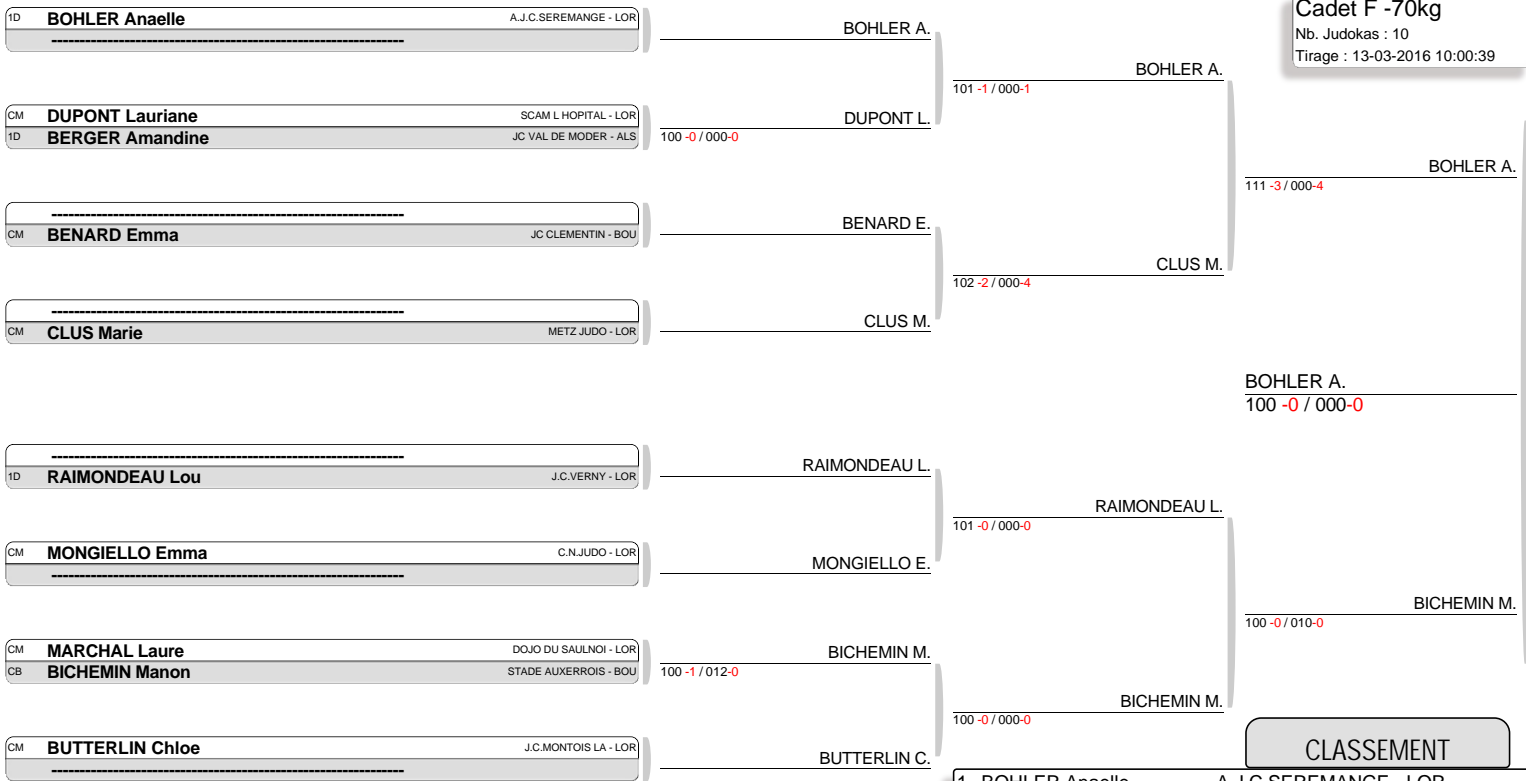 Cadet F -70kg
Nb. Judokas : 10
Tirage : 13-03-2016 10:00:39
1D BOHLER Anaelle A.J.C.SEREMANGE - LOR
----------------------------------------------------------------
CM DUPONT Lauriane SCAM L HOPITAL - LOR
1D BERGER Amandine JC VAL DE MODER - ALS
----------------------------------------------------------------
CM BENARD Emma JC CLEMENTIN - BOU
----------------------------------------------------------------
CM CLUS Marie METZ JUDO - LOR
----------------------------------------------------------------
1D RAIMONDEAU Lou J.C.VERNY - LOR
CM MONGIELLO Emma C.N.JUDO - LOR
----------------------------------------------------------------
CM MARCHAL Laure DOJO DU SAULNOI - LOR
CB BICHEMIN Manon STADE AUXERROIS - BOU
CM BUTTERLIN Chloe J.C.MONTOIS LA - LOR
----------------------------------------------------------------
BOHLER A.
DUPONT L.
100 -0 / 000-0
BENARD E.
CLUS M.
RAIMONDEAU L.
MONGIELLO E.
BICHEMIN M.
100 -1 / 012-0
BUTTERLIN C.
BOHLER A.
101 -1 / 000-1
CLUS M.
102 -2 / 000-4
RAIMONDEAU L.
101 -0 / 000-0
BICHEMIN M.
100 -0 / 000-0
BOHLER A.
111 -3 / 000-4
BOHLER A.
100 -0 / 000-0
BICHEMIN M.
100 -0 / 010-0
CLASSEMENT
1 BOHLER Anaelle A.J.C.SEREMANGE - LOR